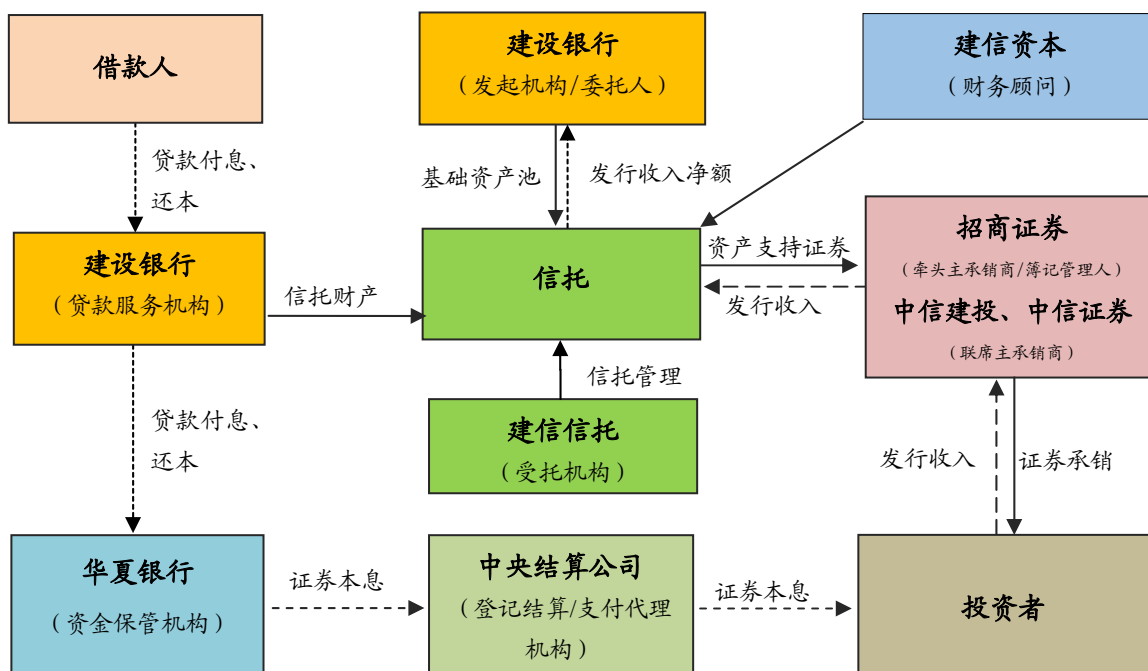 借款人
建设银行
（发起机构/委托人）
建信资本
（财务顾问）
贷款付息、
还本
基础资产池
发行收入净额
建设银行
（贷款服务机构）
信托财产
信托
资产支持证券
发行收入
招商证券
（牵头主承销商/簿记管理人）
中信建投、中信证券
（联席主承销商）
信托管理
建信信托
（受托机构）
贷款付息、
还本
发行收入
证券承销
华夏银行
（资金保管机构）
证券本息
中央结算公司
（登记结算/支付代理
机构）
证券本息
投资者